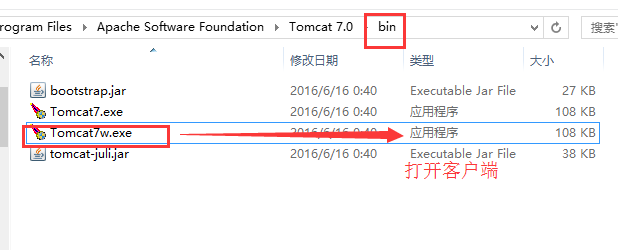 rogram Files › Apache Software Foundation › Tomcat 7.0 › bin 搜索"
名称 修改日期 类型 大小
bootstrap.jar 2016/6/16 0:40 Executable Jar File 27 KB
Tomcat7.exe 2016/6/16 0:40 应用程序 108 KB
Tomcat7w.exe 2016/6/16 0:40 应用程序 108 KB
tomcat-juli.jar 2016/6/16 0:40 Executable Jar File 38 KB
打开客户端